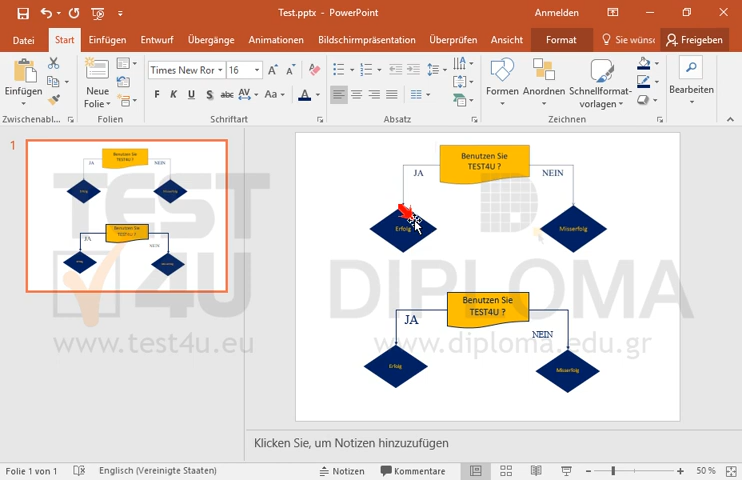 Test.pptx - PowerPoint
Anmelden
Datei Start Einfügen Entwurf Übergänge Animationen Bildschirmpräsentation Überprüfen Ansicht Format Sie wünsc Freigeben
Times New Ror 16
Einfügen
Neue Folie
F K U S abc AV Aa A
Formen Anordnen Schnellformat-vorlagen
Bearbeiten
Zwischenabl... Folien Schriftart Absatz Zeichnen
1
Benutzen Sie
TEST4U ?
JA NEIN
Erfolg Misserfolg
Benutzen Sie
TEST4U ?
JA
NEIN
Erfolg Misserfolg
TEST
4U
www.test4u.eu
DIPLOMA
www.diploma.edu.gr
Klicken Sie, um Notizen hinzuzufügen
Folie 1 von 1 Englisch (Vereinigte Staaten) Notizen Kommentare 50 %